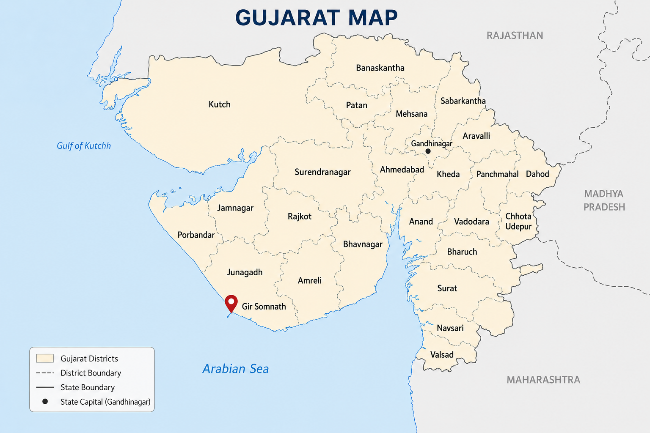 GUJARAT MAP
RAJASTHAN
Banaskantha
Kutch
Patan
Sabarkantha
Mehsana
Aravalli
Gandhinagar
Gulf of Kutchh
Surendranagar
Ahmedabad
Kheda
Panchmahal
Dahod
MADHYA
PRADESH
Jamnagar
Rajkot
Anand
Vadodara
Chhota
Udepur
Porbandar
Bhavnagar
Bharuch
Junagadh
Amreli
Surat
Gir Somnath
Navsari
Valsad
Arabian Sea
MAHARASHTRA
Gujarat Districts
District Boundary
State Boundary
State Capital (Gandhinagar)